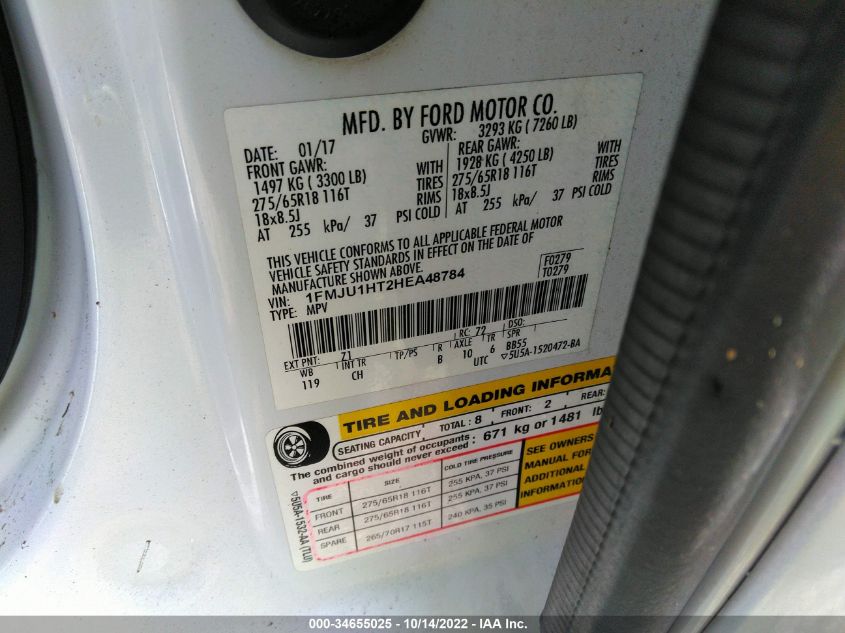 MFD. BY FORD MOTOR CO.
DATE: 01/17 GVWR: 3293 KG ( 7260 LB)
FRONT GAWR: REAR GAWR:
1497 KG ( 3300 LB) WITH 1928 KG ( 4250 LB) WITH
275/65R18 116T TIRES 275/65R18 116T TIRES
18x8.5J RIMS 18x8.5J RIMS
AT 255 kPa/ 37 PSI COLD AT 255 kPa/ 37 PSI COLD
THIS VEHICLE CONFORMS TO ALL APPLICABLE FEDERAL MOTOR
VEHICLE SAFETY STANDARDS IN EFFECT ON THE DATE OF
MANUFACTURE SHOWN ABOVE.
F0279
T0279
VIN: 1FMJU1HT2HEA48784
TYPE: MPV
EXT PNT: Z1 RC: 72 DSO:
WB INT TR TP/PS R AXLE TR SPR
119 CH B 10 6 BB55
UTC ▽5U5A-1520472-BA
TIRE AND LOADING INFORMA
SEATING CAPACITY, TOTAL: 8, FRONT: 2, REAR:
The combined weight of occupants
and cargo should never exceed: 671 kg or 1481 lb
TIRE SIZE COLD TIRE PRESSURE
FRONT 275/65R18 116T 255 KPA, 37 PSI
REAR 275/65R18 116T 255 KPA, 37 PSI
SPARE 265/70R17 115T 240 KPA, 35 PSI
SEE OWNERS
MANUAL FOR
ADDITIONAL
INFORMATION
▽5U5A-1532-AA (TLU)
000-34655025 - 10/14/2022 - IAA Inc.